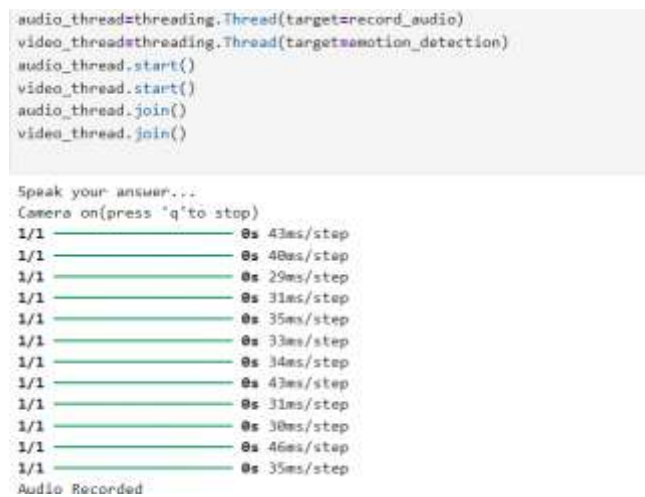 audio_thread=threading.Thread(target=record_audio)
video_thread=threading.Thread(target=emotion_detection)
audio_thread.start()
video_thread.start()
audio_thread.join()
video_thread.join()
Speak your answer...
Camera on(press 'q'to stop)
1/1 0s 43ms/step
1/1 0s 40ms/step
1/1 0s 29ms/step
1/1 0s 31ms/step
1/1 0s 35ms/step
1/1 0s 33ms/step
1/1 0s 34ms/step
1/1 0s 43ms/step
1/1 0s 31ms/step
1/1 0s 30ms/step
1/1 0s 46ms/step
1/1 0s 35ms/step
Audio Recorded